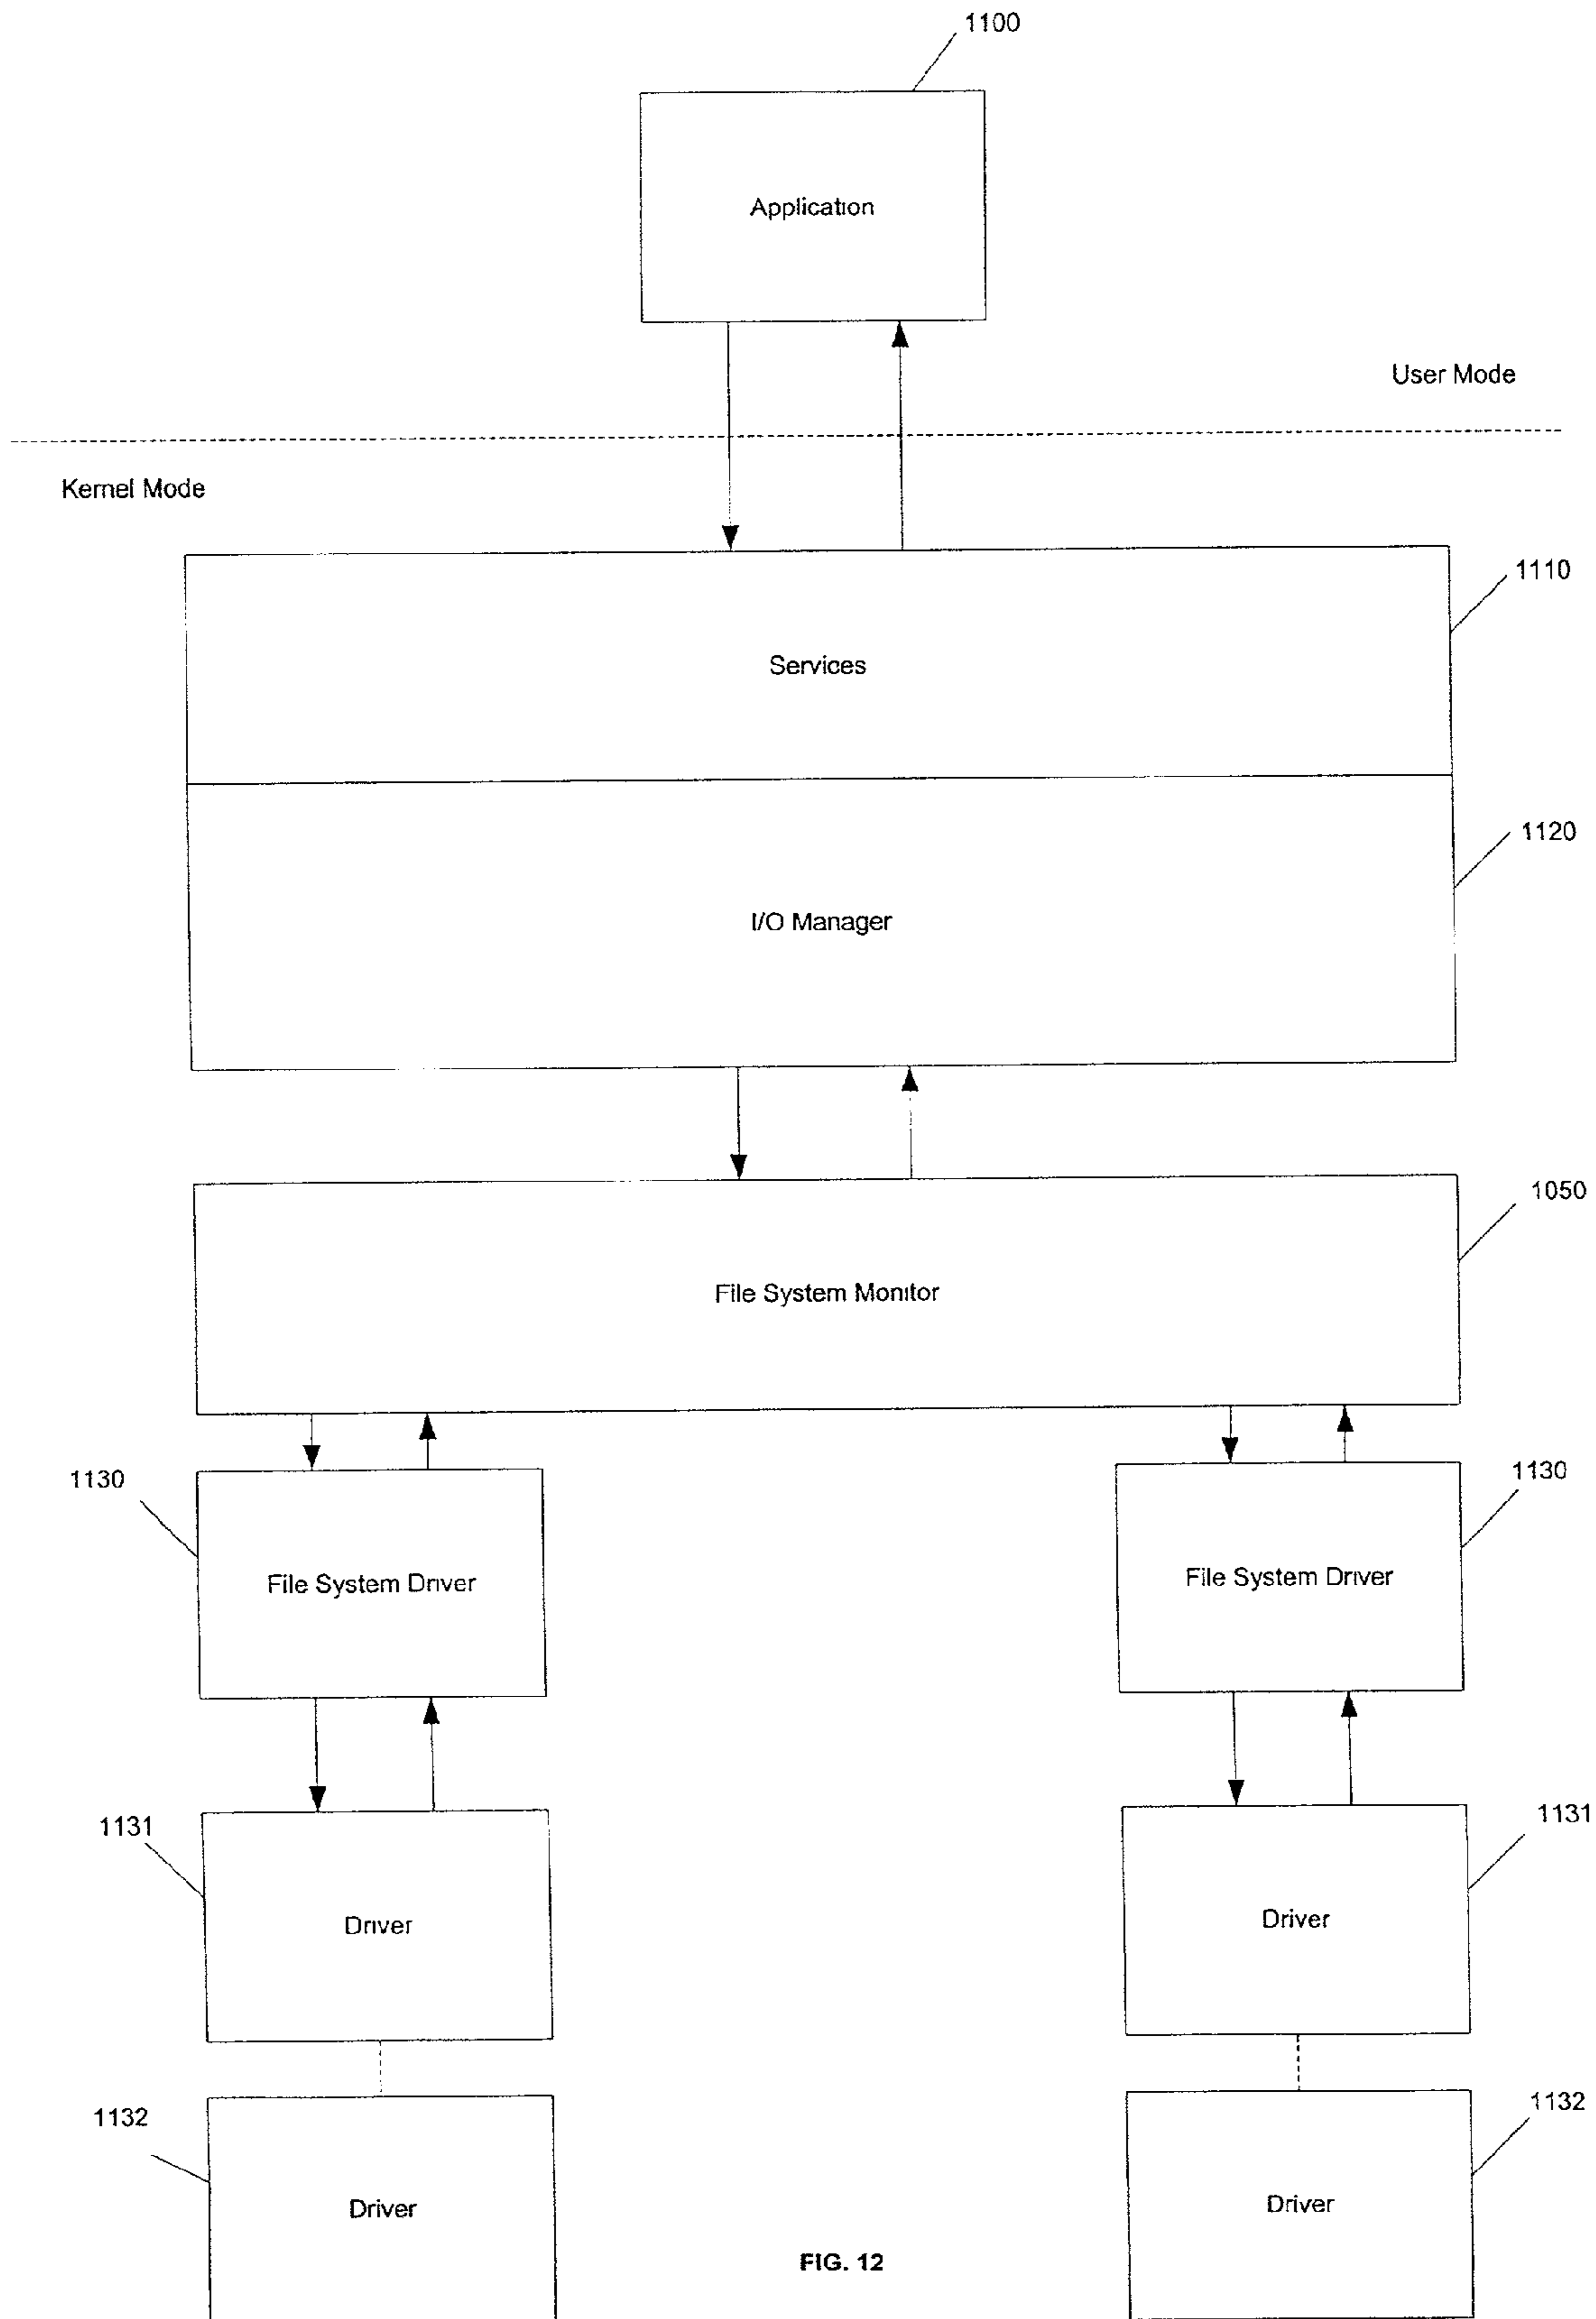 1100
Application
User Mode
Kernel Mode
1110
Services
1120
I/O Manager
1050
File System Monitor
1130
1130
File System Driver
File System Driver
1131
1131
Driver
Driver
1132
1132
Driver
Driver
FIG. 12